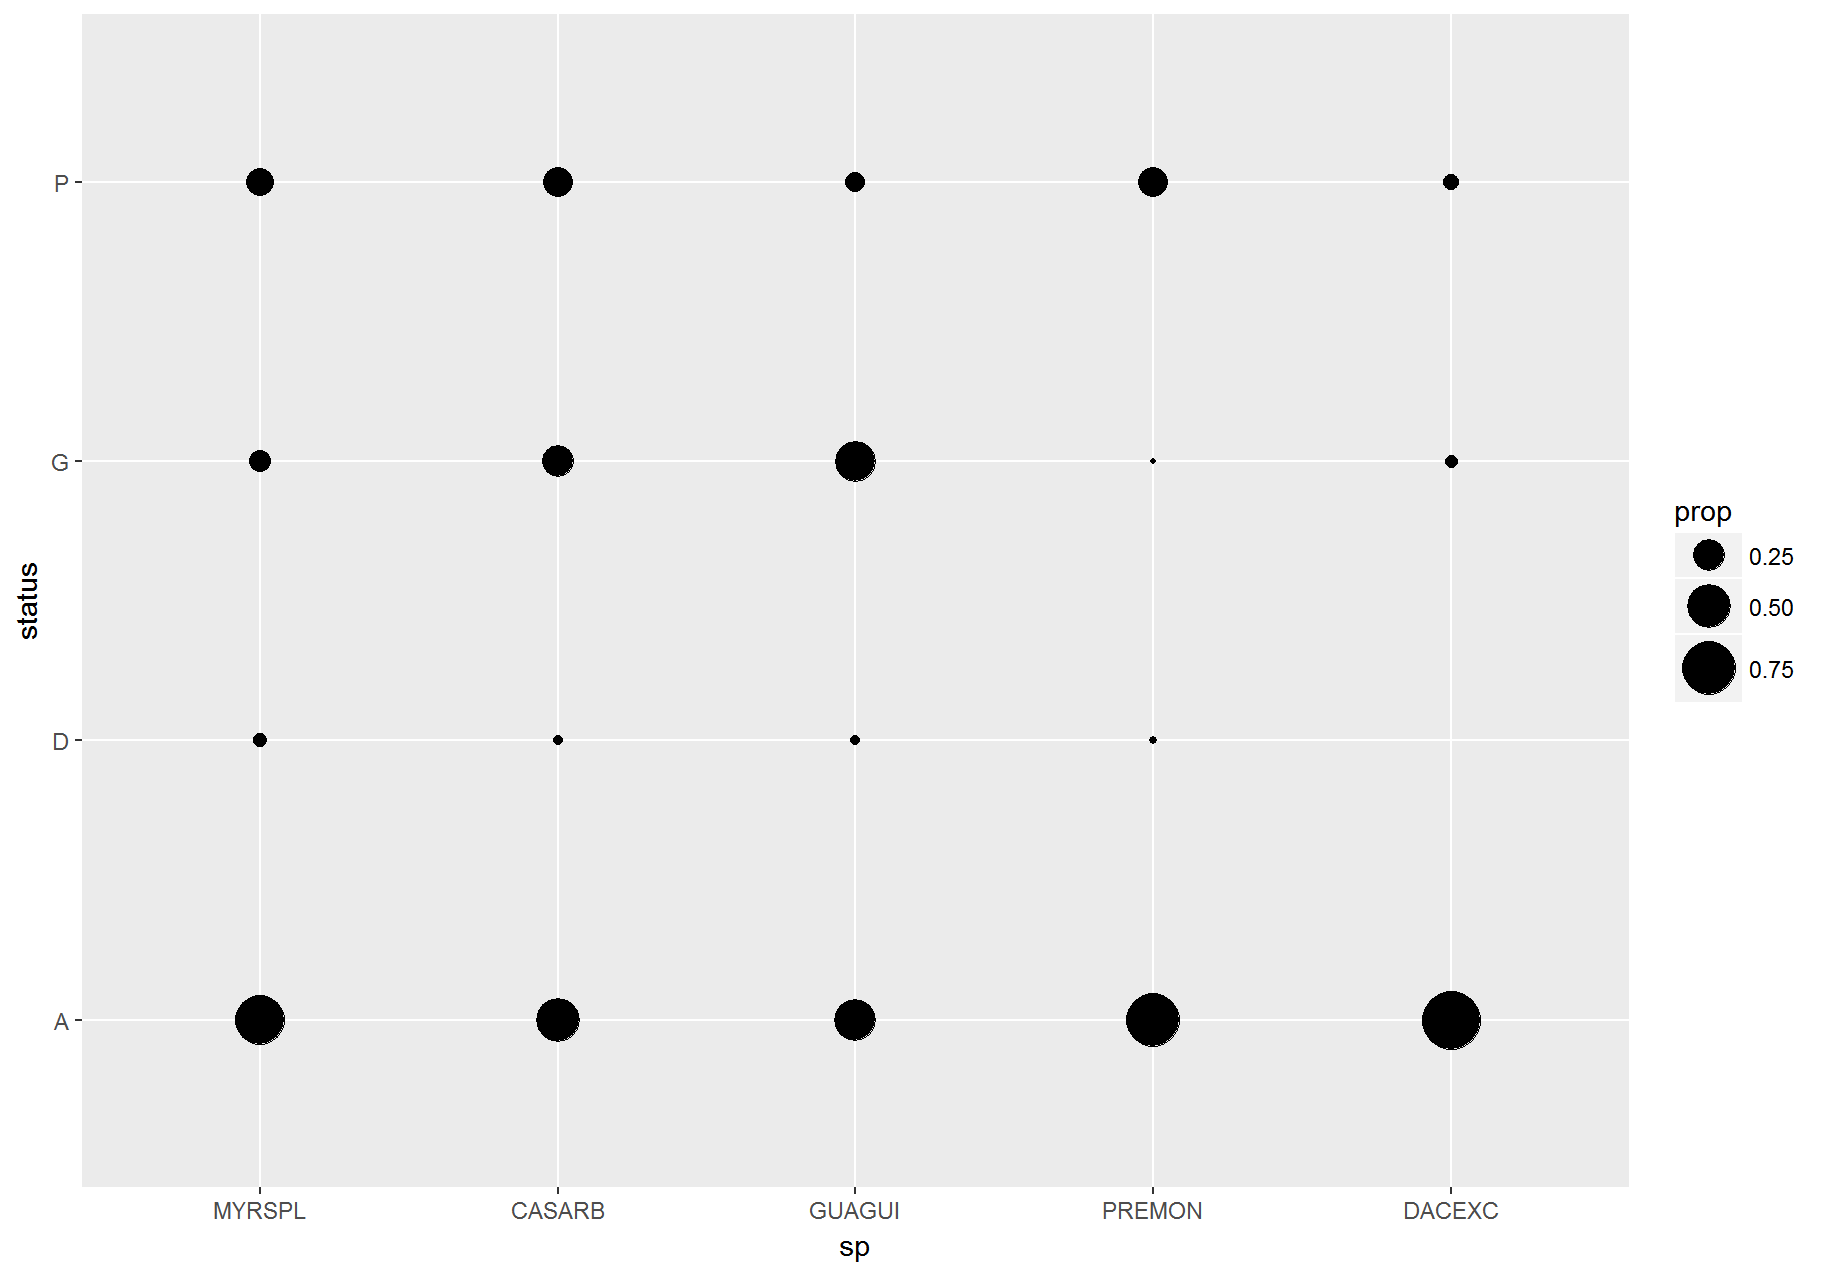 P
G
D
A
status
MYRSPL CASARB GUAGUI PREMON DACEXC
sp
prop
0.25
0.50
0.75